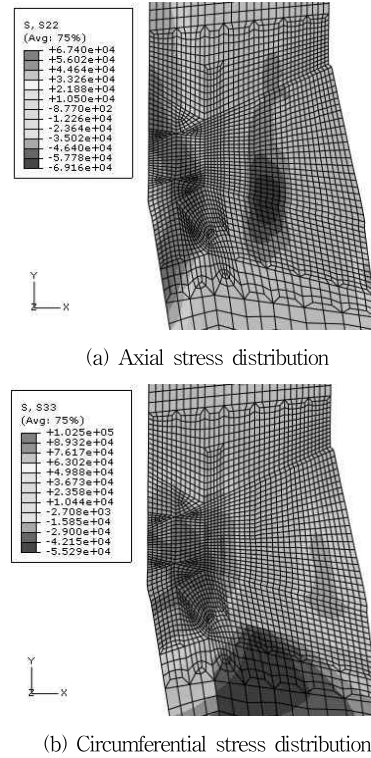 S, S22
(Avg: 75%)
+6.740e+04
+5.602e+04
+4.464e+04
+3.326e+04
+2.188e+04
+1.050e+04
-8.770e+02
-1.226e+04
-2.364e+04
-3.502e+04
-4.640e+04
-5.778e+04
-6.916e+04
Y
Z X
(a) Axial stress distribution
S, S33
(Avg: 75%)
+1.025e+05
+8.932e+04
+7.617e+04
+6.302e+04
+4.988e+04
+3.673e+04
+2.358e+04
+1.044e+04
-2.708e+03
-1.585e+04
-2.900e+04
-4.215e+04
-5.529e+04
Y
Z X
(b) Circumferential stress distribution